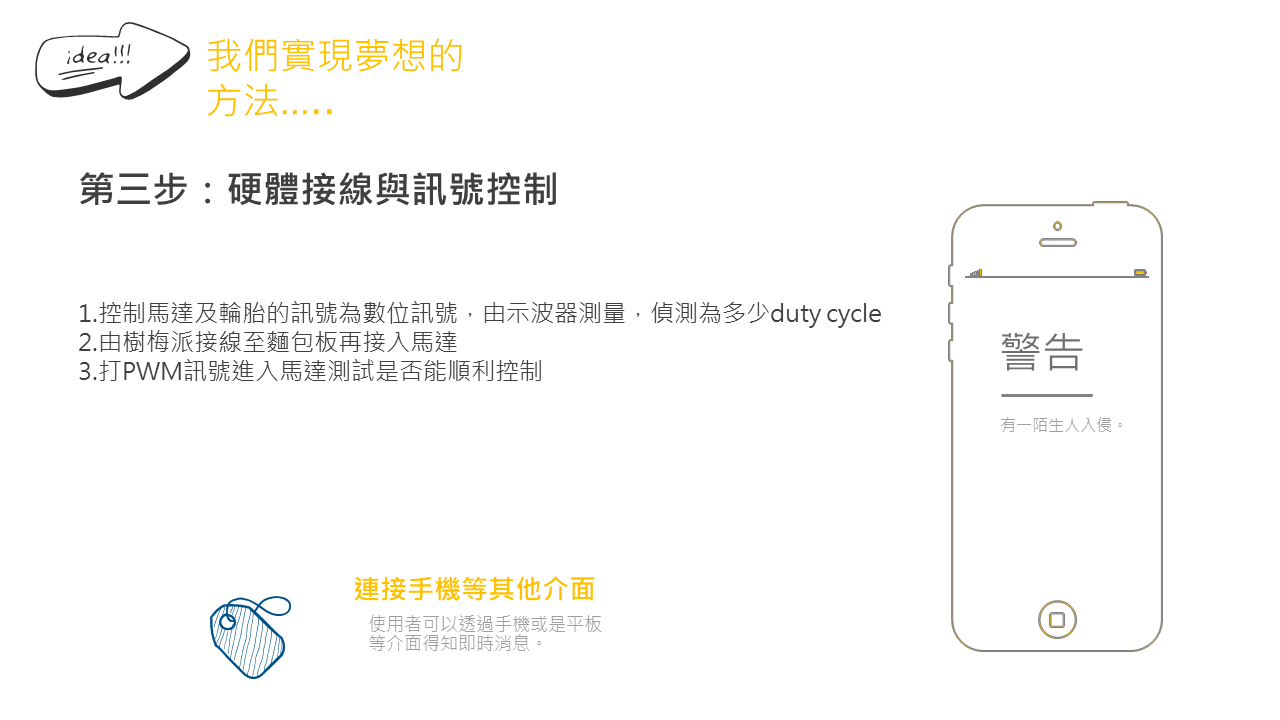 idea!!!
我們實現夢想的
方法…..
第三步：硬體接線與訊號控制
1.控制馬達及輪胎的訊號為數位訊號，由示波器測量，偵測為多少duty cycle
2.由樹梅派接線至麵包板再接入馬達
3.打PWM訊號進入馬達測試是否能順利控制
警告
有一陌生人入侵。
連接手機等其他介面
使用者可以透過手機或是平板
等介面得知即時消息。